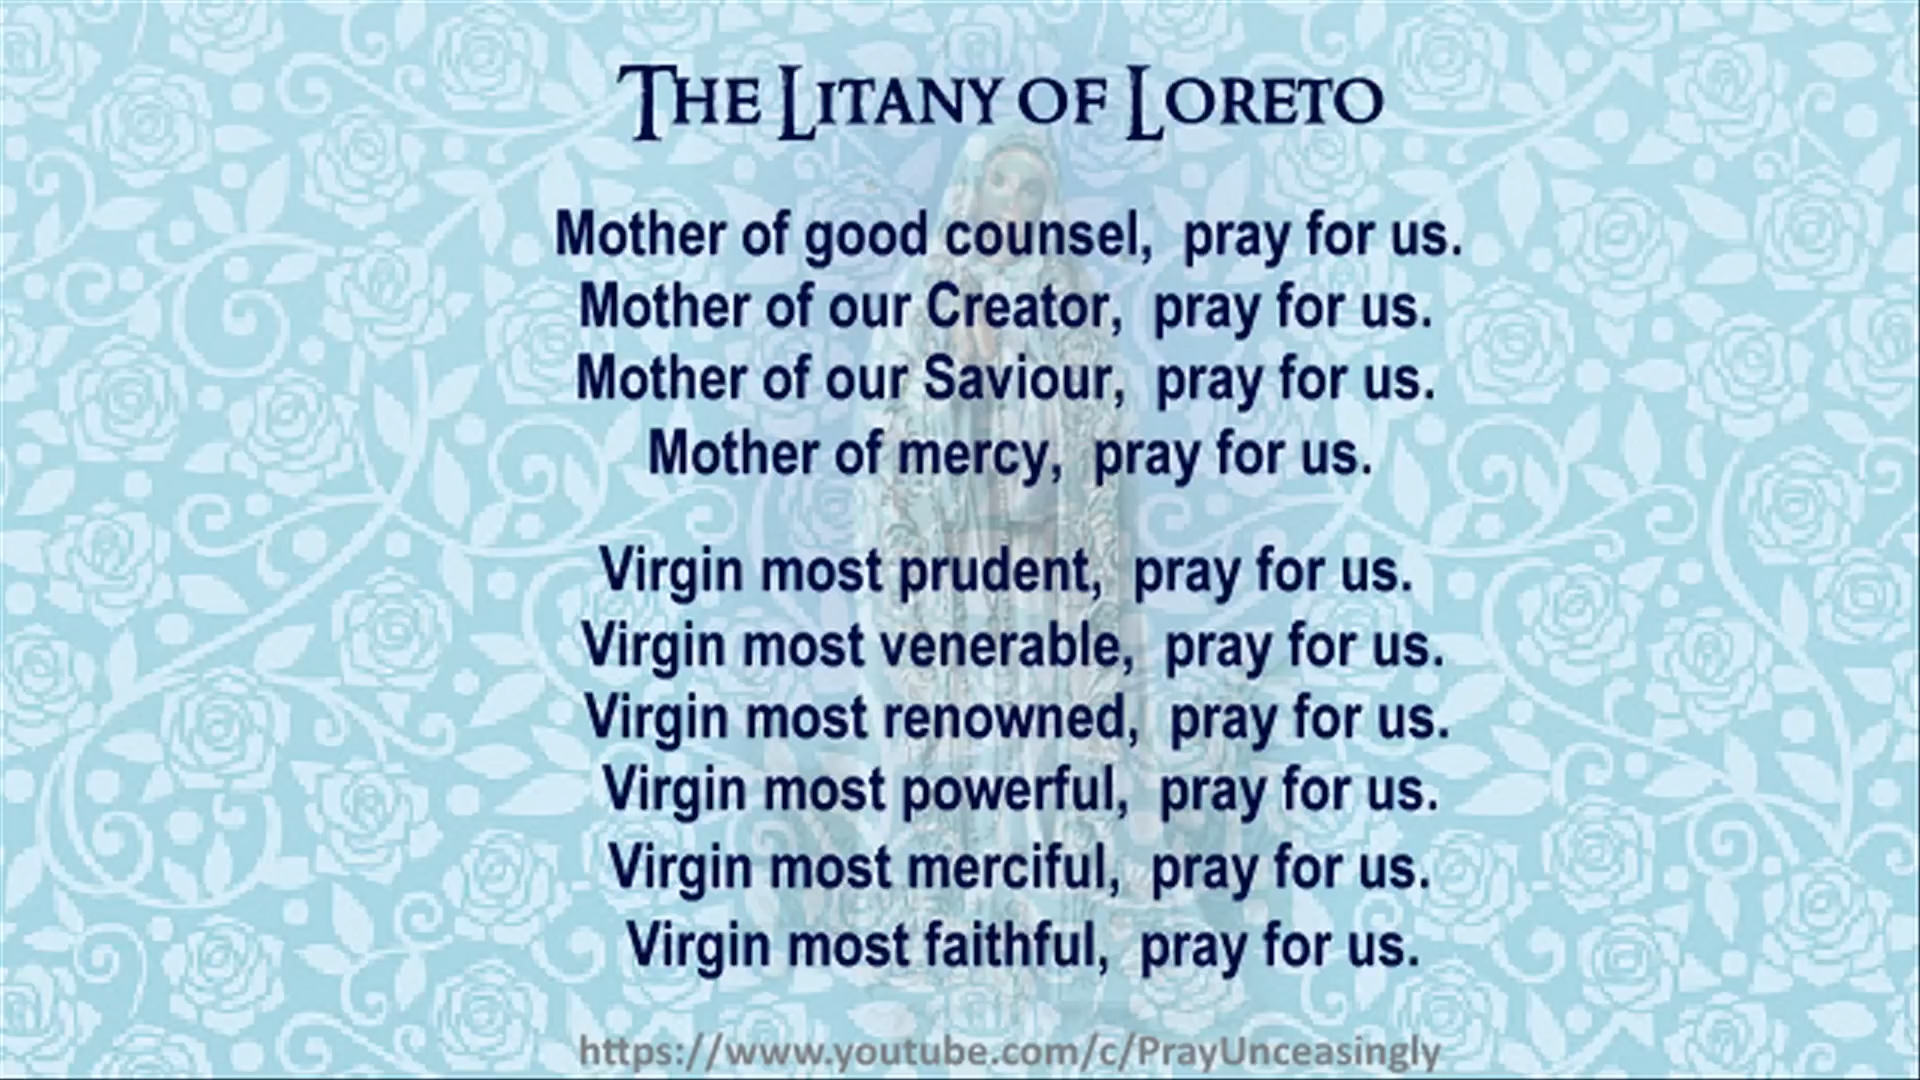 THE LITANY OF LORETO
Mother of good counsel, pray for us.
Mother of our Creator, pray for us.
Mother of our Saviour, pray for us.
Mother of mercy, pray for us.
Virgin most prudent, pray for us.
Virgin most venerable, pray for us.
Virgin most renowned, pray for us.
Virgin most powerful, pray for us.
Virgin most merciful, pray for us.
Virgin most faithful, pray for us.
https://www.youtube.com/c/PrayUnceasingly